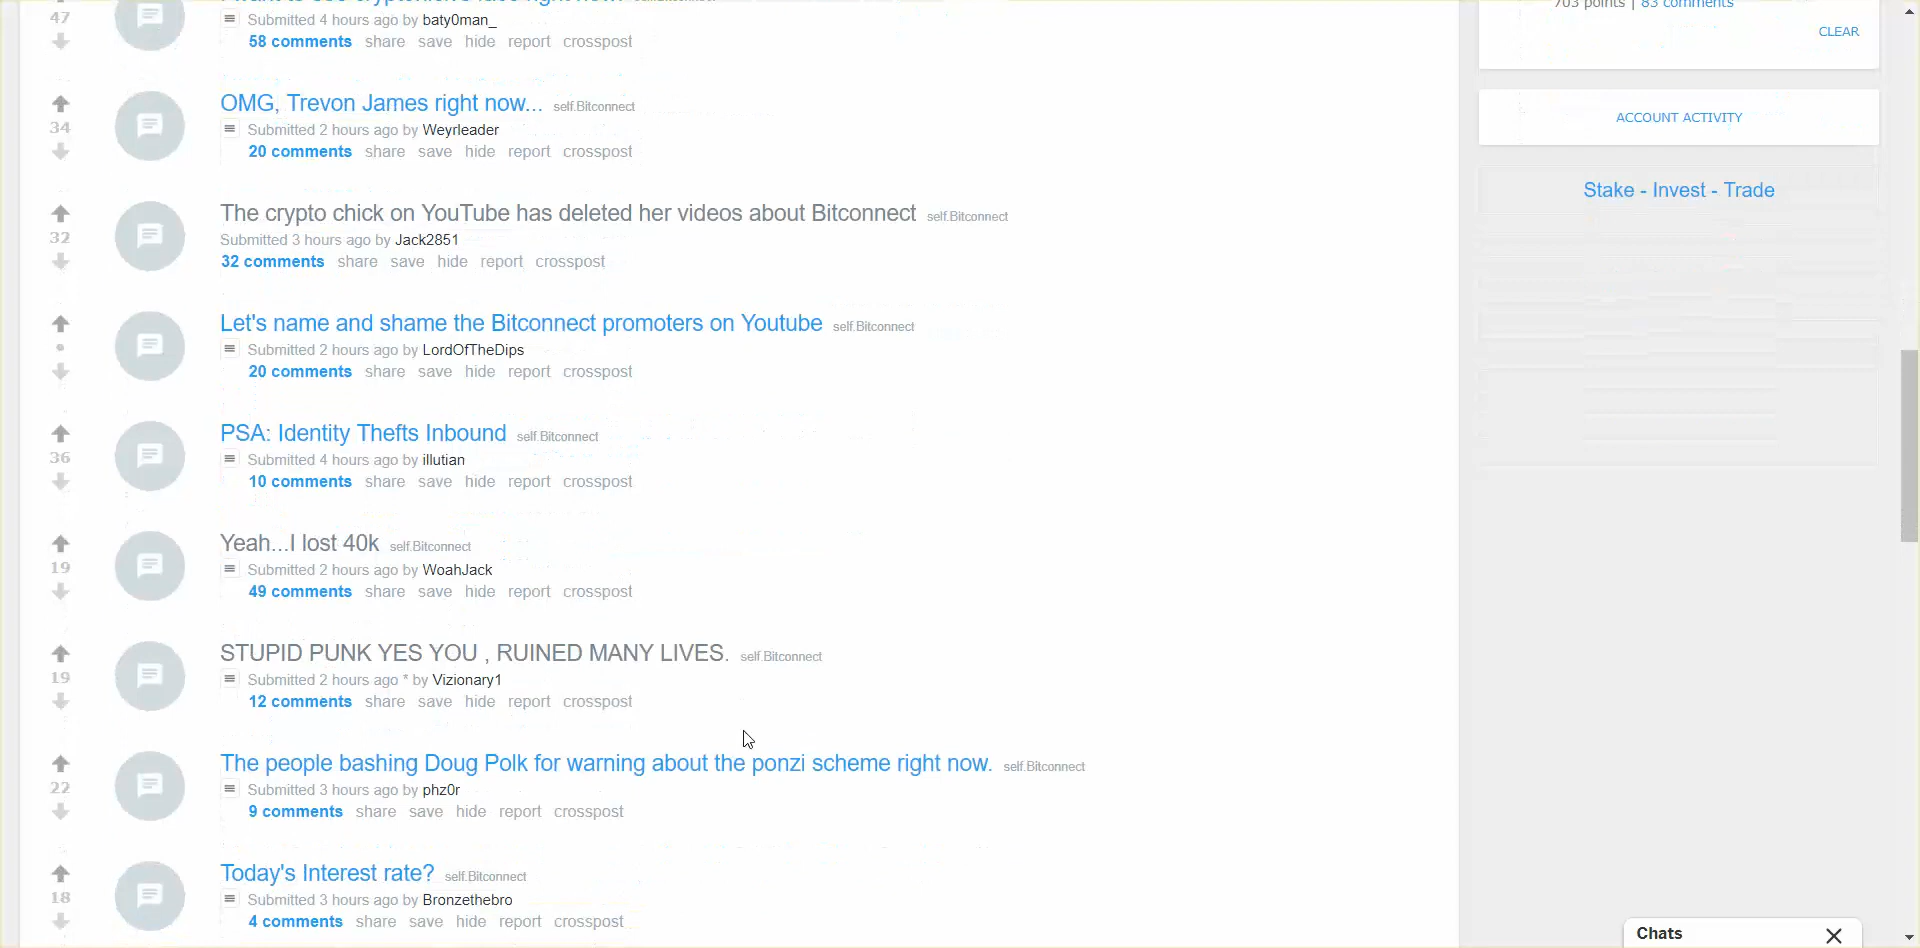 47
Submitted 4 hours ago by baty0man_
58 comments share save hide report crosspost
OMG, Trevon James right now... self.Bitconnect
34
Submitted 2 hours ago by Weyrleader
20 comments share save hide report crosspost
The crypto chick on YouTube has deleted her videos about Bitconnect self.Bitconnect
32
Submitted 3 hours ago by Jack2851
32 comments share save hide report crosspost
Let's name and shame the Bitconnect promoters on Youtube self.Bitconnect
•
Submitted 2 hours ago by LordOfTheDips
20 comments share save hide report crosspost
PSA: Identity Thefts Inbound self.Bitconnect
36
Submitted 4 hours ago by illutian
10 comments share save hide report crosspost
Yeah...I lost 40k self.Bitconnect
19
Submitted 2 hours ago by WoahJack
49 comments share save hide report crosspost
STUPID PUNK YES YOU , RUINED MANY LIVES. self.Bitconnect
19
Submitted 2 hours ago * by Vizionary1
12 comments share save hide report crosspost
The people bashing Doug Polk for warning about the ponzi scheme right now. self.Bitconnect
22
Submitted 3 hours ago by phz0r
9 comments share save hide report crosspost
Today's Interest rate? self.Bitconnect
18
Submitted 3 hours ago by Bronzethebro
4 comments share save hide report crosspost
703 points | 83 comments
CLEAR
ACCOUNT ACTIVITY
Stake - Invest - Trade
Chats